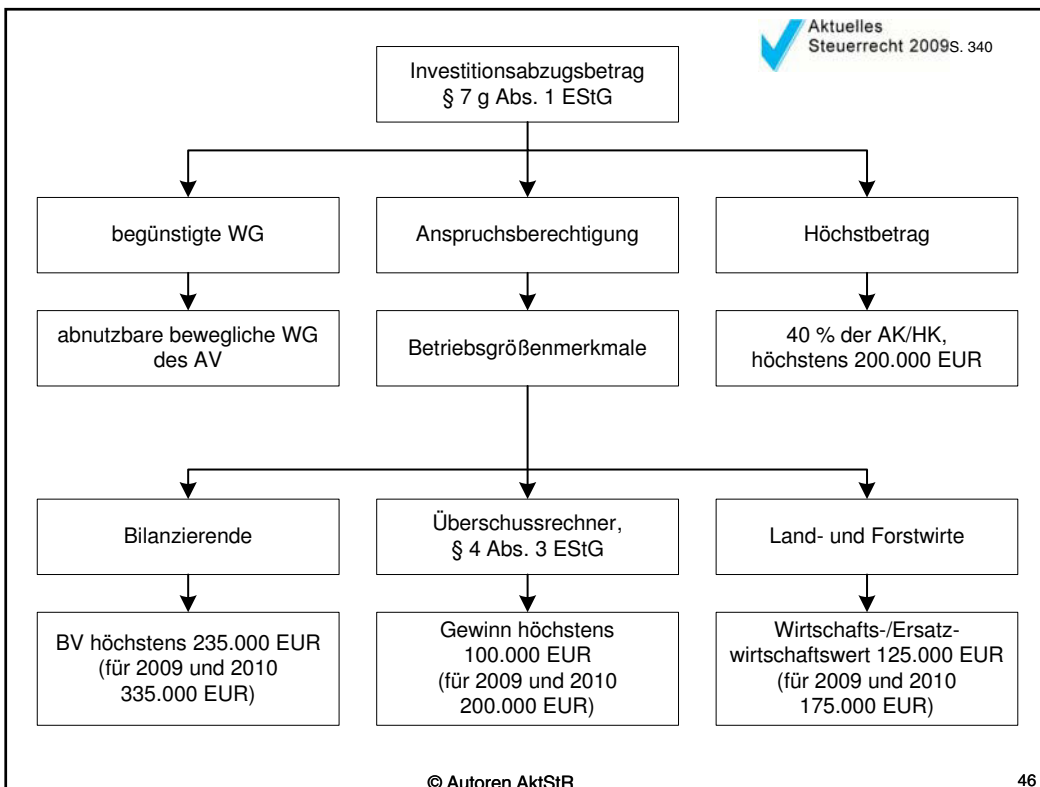 Aktuelles
Steuerrecht 2009S. 340
Investitionsabzugsbetrag
§ 7 g Abs. 1 EStG
begünstigte WG
Anspruchsberechtigung
Höchstbetrag
abnutzbare bewegliche WG
des AV
Betriebsgrößenmerkmale
40 % der AK/HK,
höchstens 200.000 EUR
Bilanzierende
Überschussrechner,
§ 4 Abs. 3 EStG
Land- und Forstwirte
BV höchstens 235.000 EUR
(für 2009 und 2010
335.000 EUR)
Gewinn höchstens
100.000 EUR
(für 2009 und 2010
200.000 EUR)
Wirtschafts-/Ersatz-
wirtschaftswert 125.000 EUR
(für 2009 und 2010
175.000 EUR)
© Autoren AktStR
46